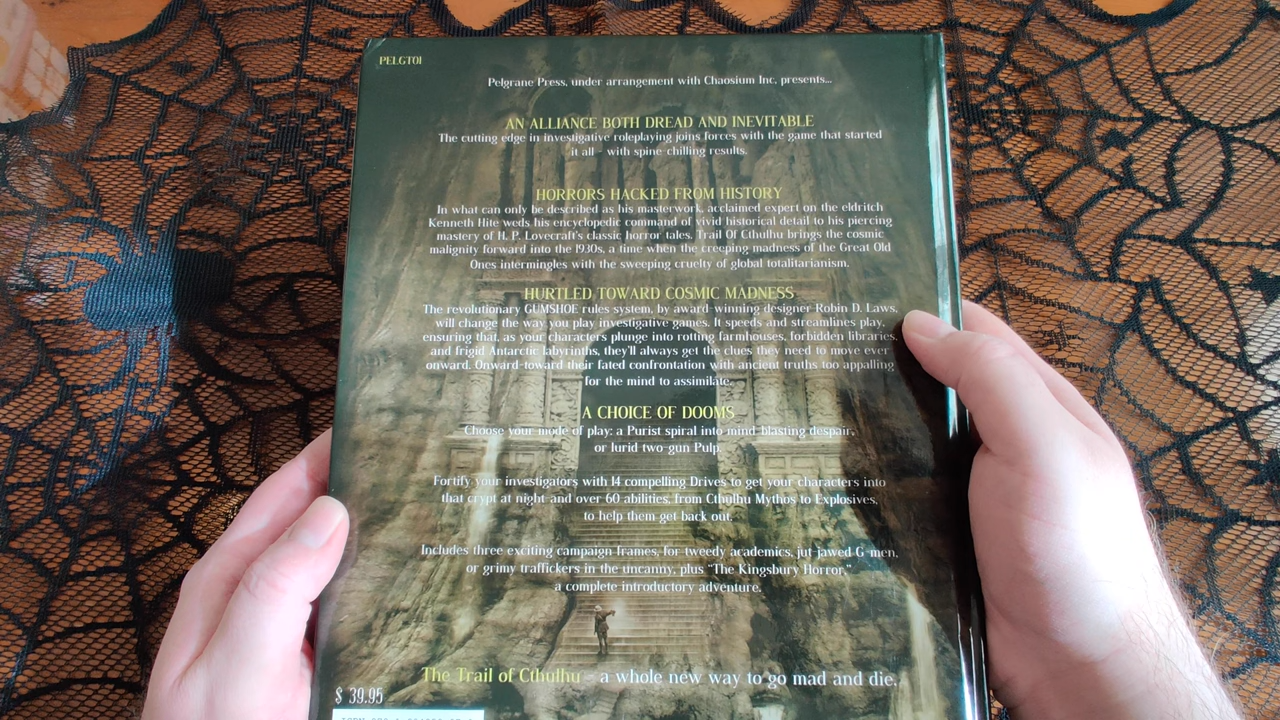 PELGT01
Pelgrane Press, under arrangement with Chaosium Inc, presents...
AN ALLIANCE BOTH DREAD AND INEVITABLE
The cutting edge in investigative roleplaying joins forces with the game that started
it all - with spine-chilling results.
HORRORS HACKED FROM HISTORY
In what can only be described as his masterwork, acclaimed expert on the eldritch
Kenneth Hite weds his encyclopedic command of vivid historical detail to his piercing
mastery of H. P. Lovecraft's classic horror tales. Trail Of Cthulhu brings the cosmic
malignity forward into the 1930s, a time when the creeping madness of the Great Old
Ones intermingles with the sweeping cruelty of global totalitarianism.
HURTLED TOWARD COSMIC MADNESS
The revolutionary GUMSHOE rules system, by award-winning designer Robin D. Laws,
will change the way you play investigative games. It speeds and streamlines play,
ensuring that, as your characters plunge into rotting farmhouses, forbidden libraries,
and frigid Antarctic labyrinths, they'll always get the clues they need to move ever
onward. Onward-toward their fated confrontation with ancient truths too appalling
for the mind to assimilate.
A CHOICE OF DOOMS
Choose your mode of play: a Purist spiral into mind-blasting despair,
or lurid two-gun Pulp.
Fortify your investigators with 14 compelling Drives to get your characters into
that crypt at night-and over 60 abilities, from Cthulhu Mythos to Explosives,
to help them get back out.
Includes three exciting campaign frames, for tweedy academics, jut-jawed G-men,
or grimy traffickers in the uncanny, plus "The Kingsbury Horror,"
a complete introductory adventure.
The Trail of Cthulhu - a whole new way to go mad and die.
$ 39.95